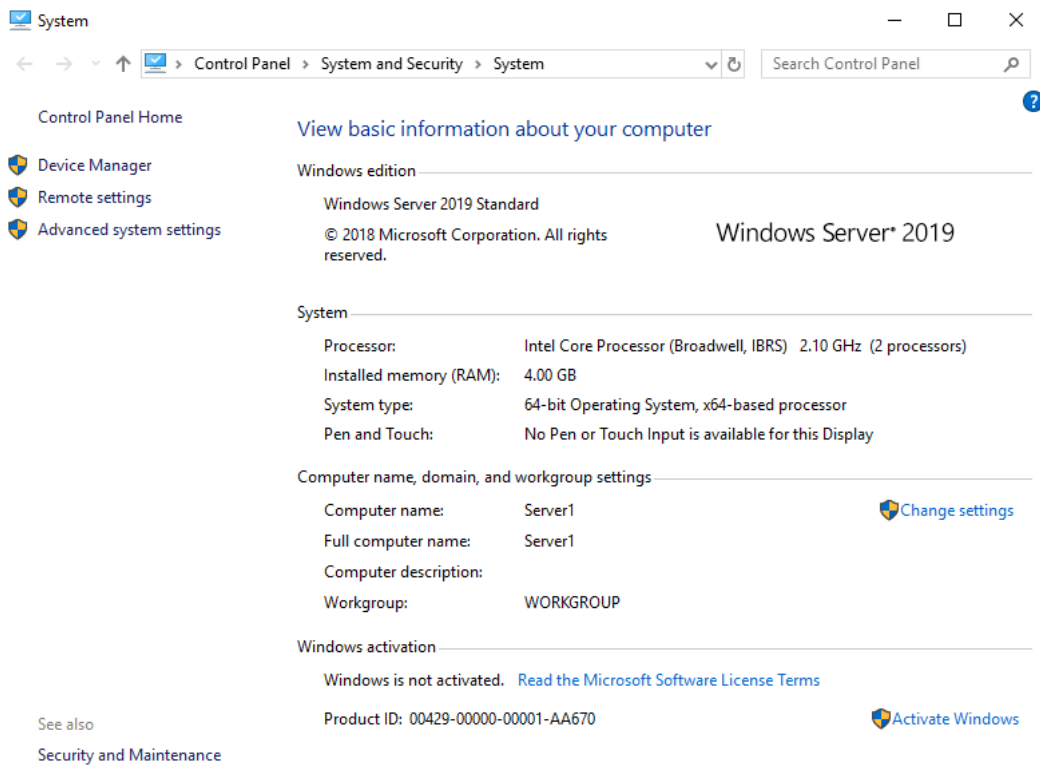 System
Control Panel > System and Security > System
Search Control Panel
?
Control Panel Home
Device Manager
Remote settings
Advanced system settings
View basic information about your computer
Windows edition
Windows Server 2019 Standard
© 2018 Microsoft Corporation. All rights
reserved.
Windows Server® 2019
System
Processor: Intel Core Processor (Broadwell, IBRS) 2.10 GHz (2 processors)
Installed memory (RAM): 4.00 GB
System type: 64-bit Operating System, x64-based processor
Pen and Touch: No Pen or Touch Input is available for this Display
Computer name, domain, and workgroup settings
Computer name: Server1 Change settings
Full computer name: Server1
Computer description:
Workgroup: WORKGROUP
Windows activation
Windows is not activated. Read the Microsoft Software License Terms
Product ID: 00429-00000-00001-AA670 Activate Windows
See also
Security and Maintenance